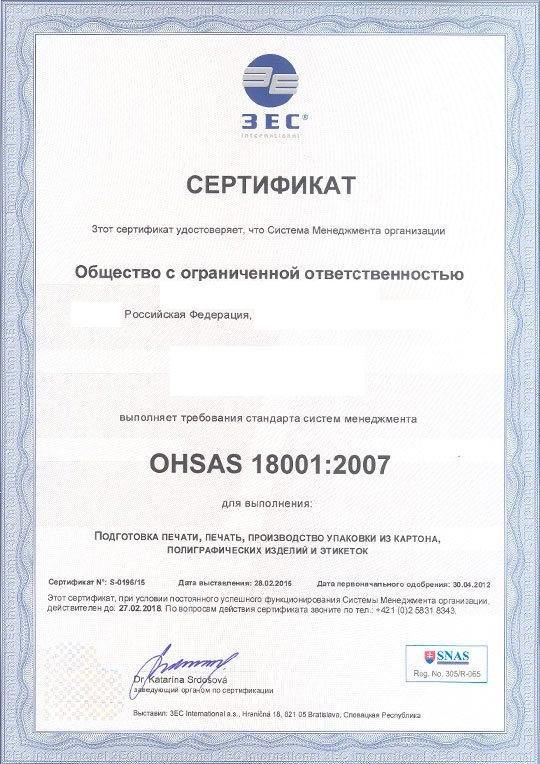 ЗЕС®
INTERNATIONAL
СЕРТИФИКАТ
Этот сертификат удостоверяет, что Система Менеджмента организации
Общество с ограниченной ответственностью
Российская Федерация,
выполняет требования стандарта систем менеджмента
OHSAS 18001:2007
для выполнения:
Подготовка печати, печать, производство упаковки из картона,
полиграфических изделий и этикеток
Сертификат N°: S-0196/15 Дата выставления: 28.02.2015 Дата первоначального одобрения: 30.04.2012
Этот сертификат, при условии постоянного успешного функционирования Системы Менеджмента организации,
действителен до: 27.02.2018. По вопросам действия сертификата звоните по тел.: +421 (0)2 5831 8343.
Dr. Katarína Srdošová
заведующий органом по сертификации
SNAS
Reg. No. 305/R-065
Выставил: 3EC International a.s., Hraničná 18, 821 05 Bratislava, Словацкая Республика